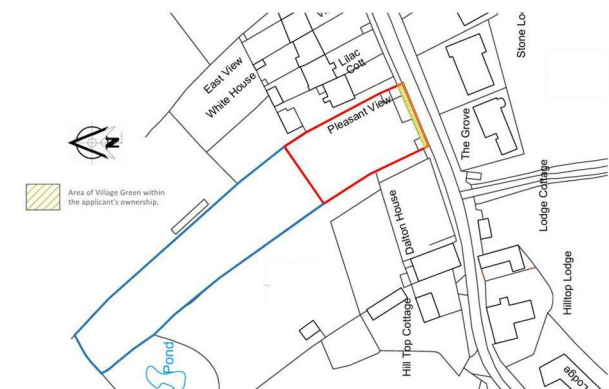 Stone Lo
East View
White House
Lilac
Cott
Pleasant View
The Grove
N
Area of Village Green within
the applicant's ownership.
Lodge Cottage
Dalton House
Hilltop Lodge
Hill Top Cottage
Pond
Lodge